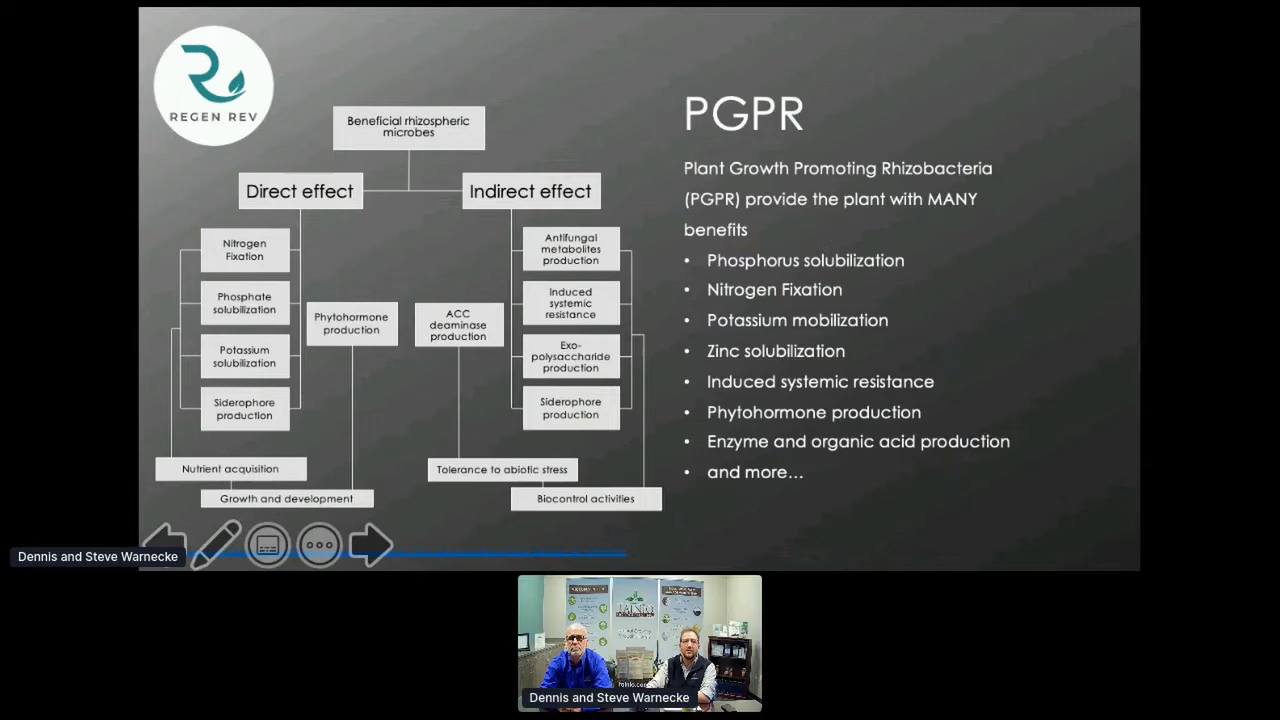 REGEN REV
Beneficial rhizospheric
microbes
Direct effect
Indirect effect
Nitrogen
Fixation
Phosphate
solubilization
Potassium
solubilization
Siderophore
production
Phytohormone
production
ACC
deaminase
production
Antifungal
metabolites
production
Induced
systemic
resistance
Exo-
polysaccharide
production
Siderophore
production
Nutrient acquisition
Growth and development
Tolerance to abiotic stress
Biocontrol activities
PGPR
Plant Growth Promoting Rhizobacteria
(PGPR) provide the plant with MANY
benefits
• Phosphorus solubilization
• Nitrogen Fixation
• Potassium mobilization
• Zinc solubilization
• Induced systemic resistance
• Phytohormone production
• Enzyme and organic acid production
• and more...
Dennis and Steve Warnecke
TAINIO
Dennis and Steve Warnecke